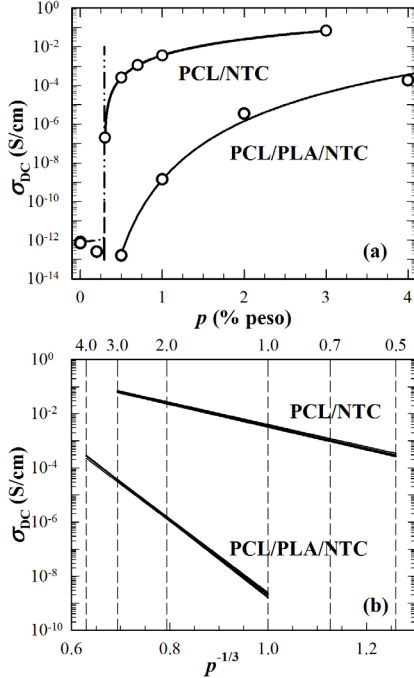 10^0
10^-2
10^-4
10^-6
10^-8
10^-10
10^-12
10^-14
σ_DC (S/cm)
PCL/NTC
PCL/PLA/NTC
(a)
0 1 2 3 4
p (% peso)
4.0 3.0 2.0 1.0 0.7 0.5
10^0
10^-2
10^-4
10^-6
10^-8
10^-10
σ_DC (S/cm)
PCL/NTC
PCL/PLA/NTC
(b)
0.6 0.8 1.0 1.2
p^-1/3